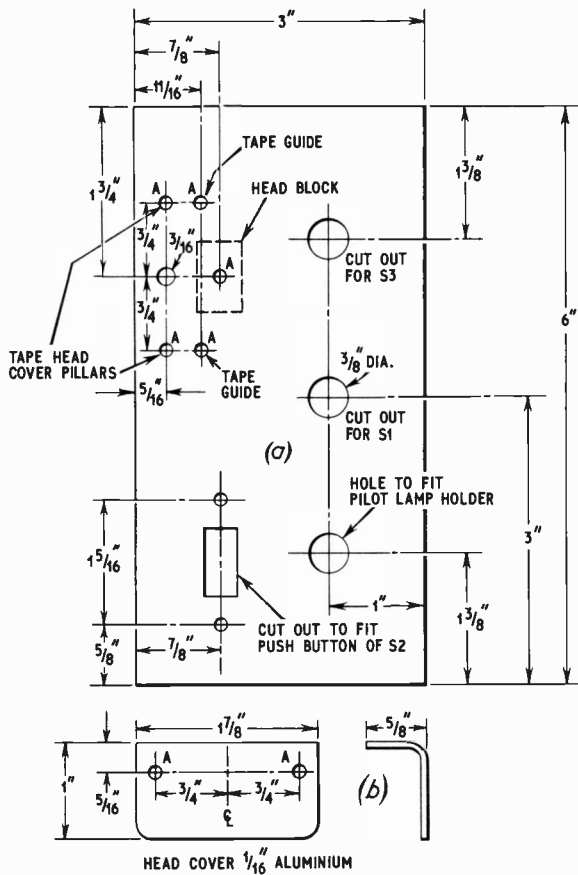 3"
7/8"
11/16"
TAPE GUIDE
1 3/4"
A
A
HEAD BLOCK
1 3/8"
3/4"
3/16"
A
CUT OUT
FOR S3
3/4"
6"
A
A
TAPE HEAD
COVER PILLARS
TAPE
GUIDE
3/8" DIA.
5/16"
CUT OUT
FOR S1
(a)
HOLE TO FIT
PILOT LAMP HOLDER
3"
1 5/16"
1"
1 3/8"
CUT OUT TO FIT
PUSH BUTTON OF S2
5/8"
7/8"
1 7/8"
5/8"
1"
A
A
5/16"
3/4"
3/4"
(b)
℄
HEAD COVER 1/16" ALUMINIUM